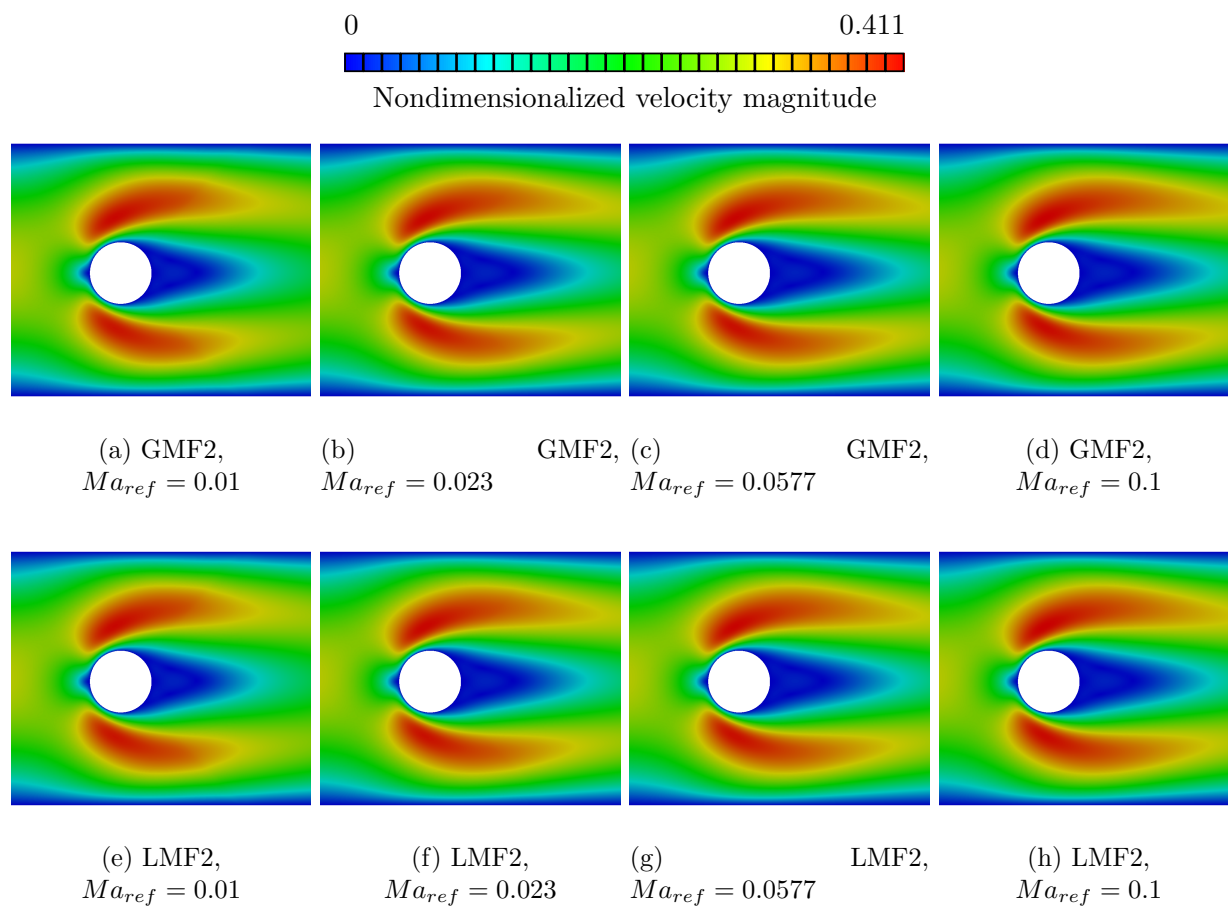 0 0.411
Nondimensionalized velocity magnitude
(a) GMF2,
Ma_{ref} = 0.01
(b) GMF2,
Ma_{ref} = 0.023
(c) GMF2,
Ma_{ref} = 0.0577
(d) GMF2,
Ma_{ref} = 0.1
(e) LMF2,
Ma_{ref} = 0.01
(f) LMF2,
Ma_{ref} = 0.023
(g) LMF2,
Ma_{ref} = 0.0577
(h) LMF2,
Ma_{ref} = 0.1